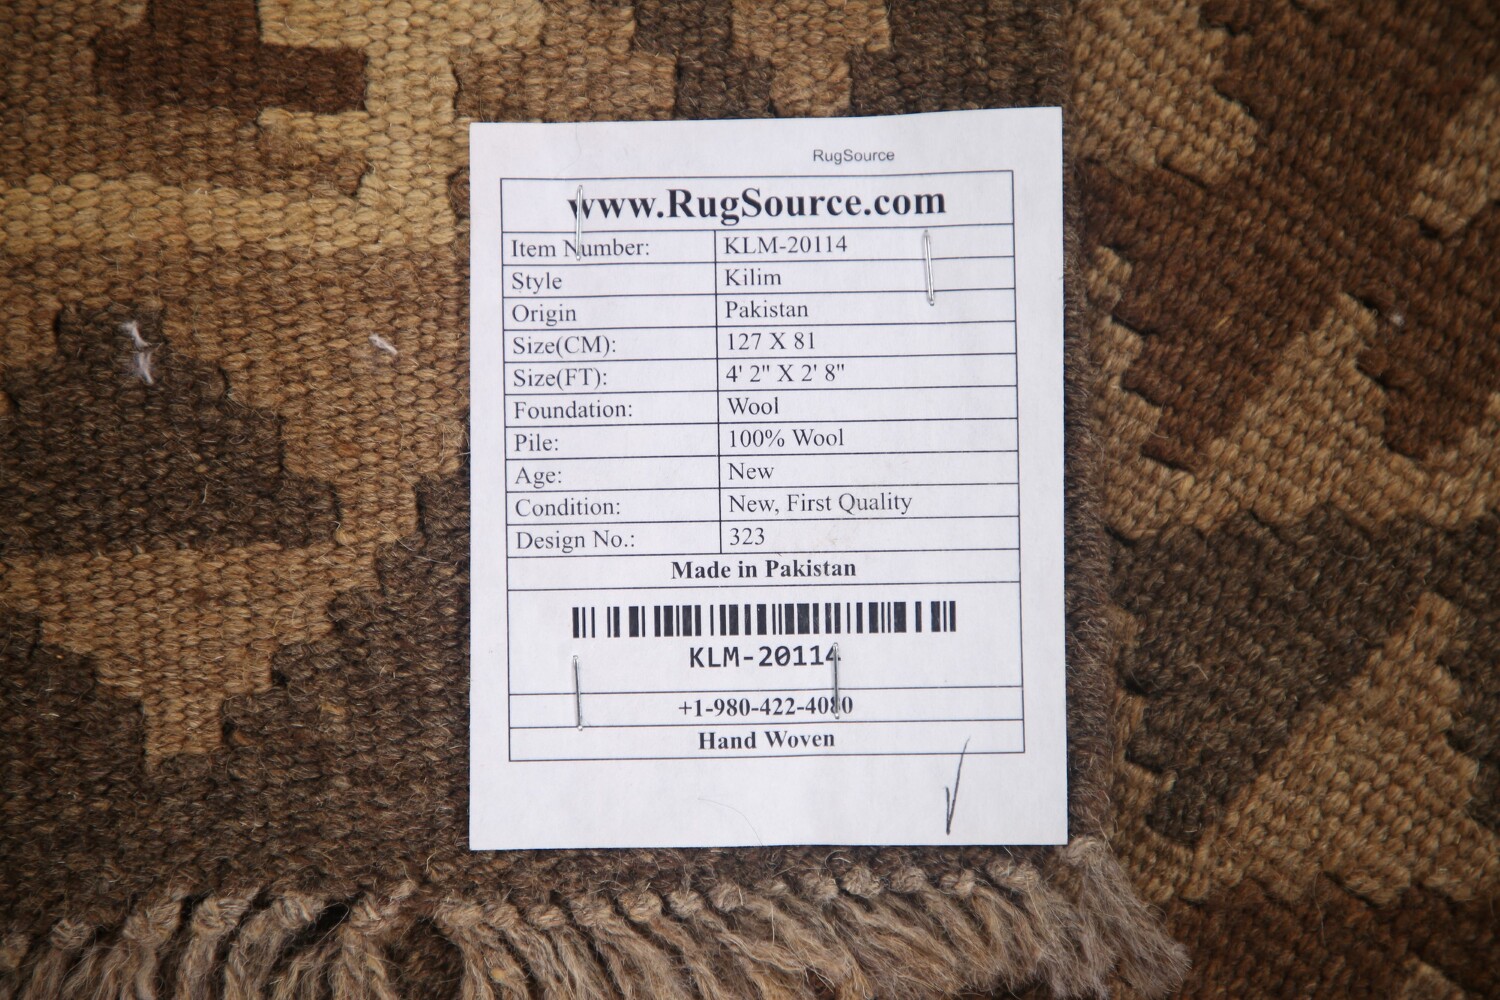 RugSource
www.RugSource.com
Item Number: KLM-20114
Style Kilim
Origin Pakistan
Size(CM): 127 X 81
Size(FT): 4' 2" X 2' 8"
Foundation: Wool
Pile: 100% Wool
Age: New
Condition: New, First Quality
Design No.: 323
Made in Pakistan
KLM-20114
+1-980-422-4080
Hand Woven